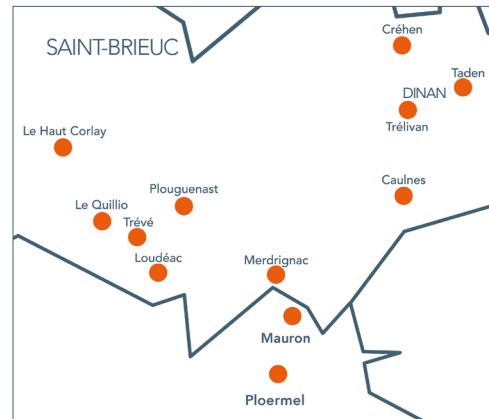 Créhen
SAINT-BRIEUC
Taden
DINAN
Trélivan
Le Haut Corlay
Caulnes
Plouguenast
Le Quillio
Trévé
Loudéac
Merdrignac
Mauron
Ploermel